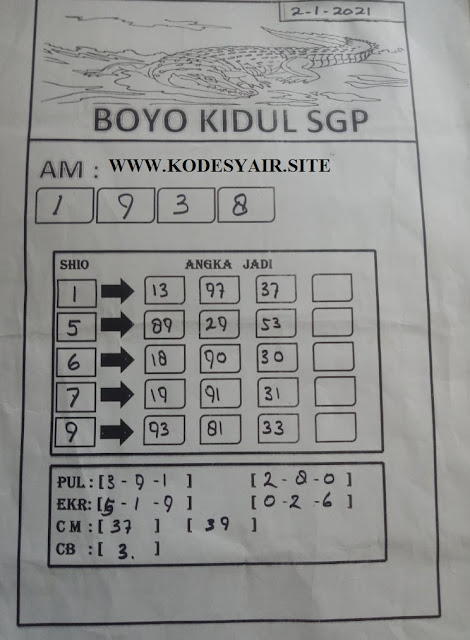 2-1-2021
BOYO KIDUL SGP
AM : WWW.KODESYAIR.SITE
1 9 3 8
SHIO ANGKA JADI
1 13 97 37
5 89 29 53
6 18 90 30
7 19 91 31
9 93 81 33
PUL : [3 - 9 - 1 ] [2 - 8 - 0 ]
EKR: [5 - 1 - 9 ] [0 - 2 - 6 ]
C M : [ 37 ] [ 39 ]
CB : [ 3. ]